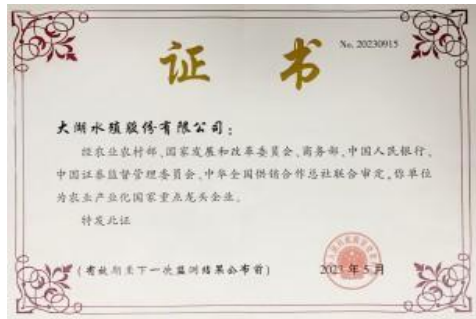 证书
No. 20230915
大湖水殖股份有限公司：
经农业农村部、国家发展和改革委员会、商务部、中国人民银行、
中国证券监督管理委员会、中华全国供销合作总社联合审定，你单位
为农业产业化国家重点龙头企业。
特发此证
（有效期至下一次监测结果公布前）
2023年5月